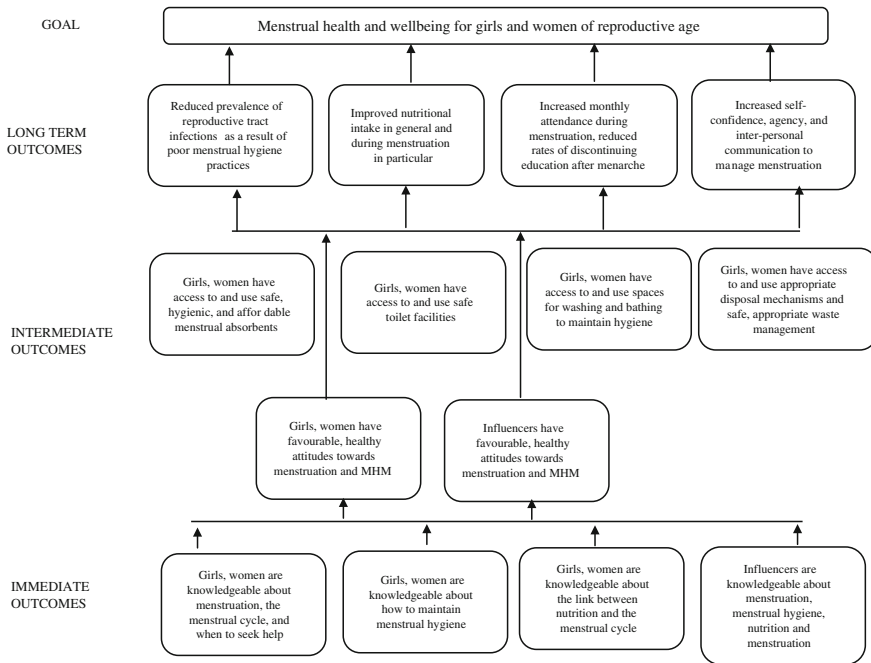 GOAL
Menstrual health and wellbeing for girls and women of reproductive age
LONG TERM
OUTCOMES
Reduced prevalence of
reproductive tract
infections as a result of
poor menstrual hygiene
practices
Improved nutritional
intake in general and
during menstruation
in particular
Increased monthly
attendance during
menstruation, reduced
rates of discontinuing
education after menarche
Increased self-
confidence, agency, and
inter-personal
communication to
manage menstruation
INTERMEDIATE
OUTCOMES
Girls, women have
access to and use safe,
hygienic, and affor dable
menstrual absorbents
Girls, women have
access to and use safe
toilet facilities
Girls, women have
access to and use spaces
for washing and bathing
to maintain hygiene
Girls, women have access
to and use appropriate
disposal mechanisms and
safe, appropriate waste
management
Girls, women have
favourable, healthy
attitudes towards
menstruation and MHM
Influencers have
favourable, healthy
attitudes towards
menstruation and MHM
IMMEDIATE
OUTCOMES
Girls, women are
knowledgeable about
menstruation, the
menstrual cycle, and
when to seek help
Girls, women are
knowledgeable about
how to maintain
menstrual hygiene
Girls, women are
knowledgeable about
the link between
nutrition and the
menstrual cycle
Influencers are
knowledgeable about
menstruation,
menstrual hygiene,
nutrition and
menstruation